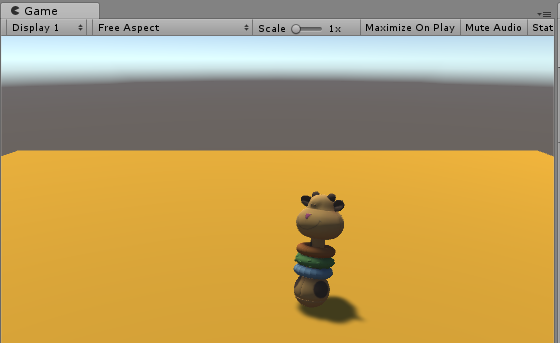 Game
Display 1 Free Aspect Scale 1x Maximize On Play Mute Audio Stat